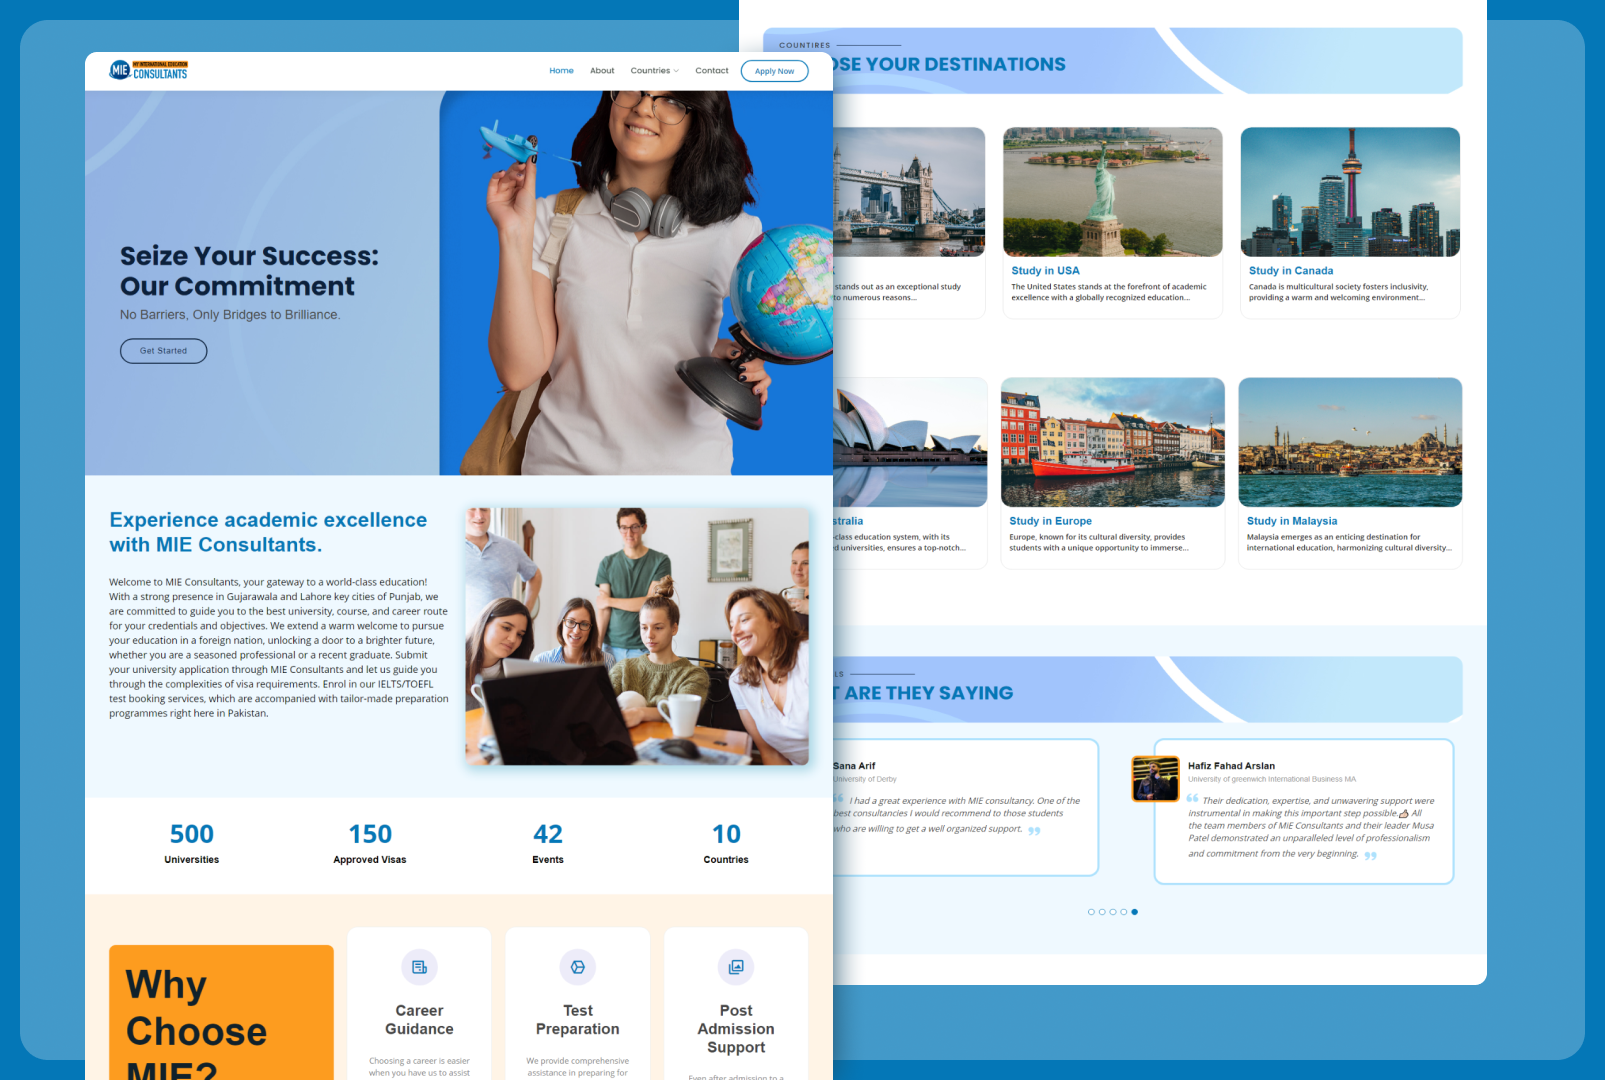 MIE
MY INTERNATIONAL EDUCATION
CONSULTANTS
Home
About
Countries
Contact
Apply Now
Seize Your Success:
Our Commitment
No Barriers, Only Bridges to Brilliance.
Get Started
Experience academic excellence
with MIE Consultants.
Welcome to MIE Consultants, your gateway to a world-class education!
With a strong presence in Gujarawala and Lahore key cities of Punjab, we
are committed to guide you to the best university, course, and career route
for your credentials and objectives. We extend a warm welcome to pursue
your education in a foreign nation, unlocking a door to a brighter future,
whether you are a seasoned professional or a recent graduate. Submit
your university application through MIE Consultants and let us guide you
through the complexities of visa requirements. Enrol in our IELTS/TOEFL
test booking services, which are accompanied with tailor-made preparation
programmes right here in Pakistan.
500
Universities
150
Approved Visas
42
Events
10
Countries
Why
Choose
MIE?
Career
Guidance
Choosing a career is easier
when you have us to assist
Test
Preparation
We provide comprehensive
assistance in preparing for
Post
Admission
Support
Even after admission to a
COUNTIRES
OSE YOUR DESTINATIONS
stands out as an exceptional study
to numerous reasons...
Study in USA
The United States stands at the forefront of academic
excellence with a globally recognized education...
Study in Canada
Canada is multicultural society fosters inclusivity,
providing a warm and welcoming environment...
stralia
-class education system, with its
d universities, ensures a top-notch...
Study in Europe
Europe, known for its cultural diversity, provides
students with a unique opportunity to immerse...
Study in Malaysia
Malaysia emerges as an enticing destination for
international education, harmonizing cultural diversity...
LS
T ARE THEY SAYING
Sana Arif
University of Derby
“ I had a great experience with MIE consultancy. One of the
best consultancies I would recommend to those students
who are willing to get a well organized support. ”
Hafiz Fahad Arslan
University of greenwich International Business MA
“ Their dedication, expertise, and unwavering support were
instrumental in making this important step possible.👍 All
the team members of MIE Consultants and their leader Musa
Patel demonstrated an unparalleled level of professionalism
and commitment from the very beginning. ”